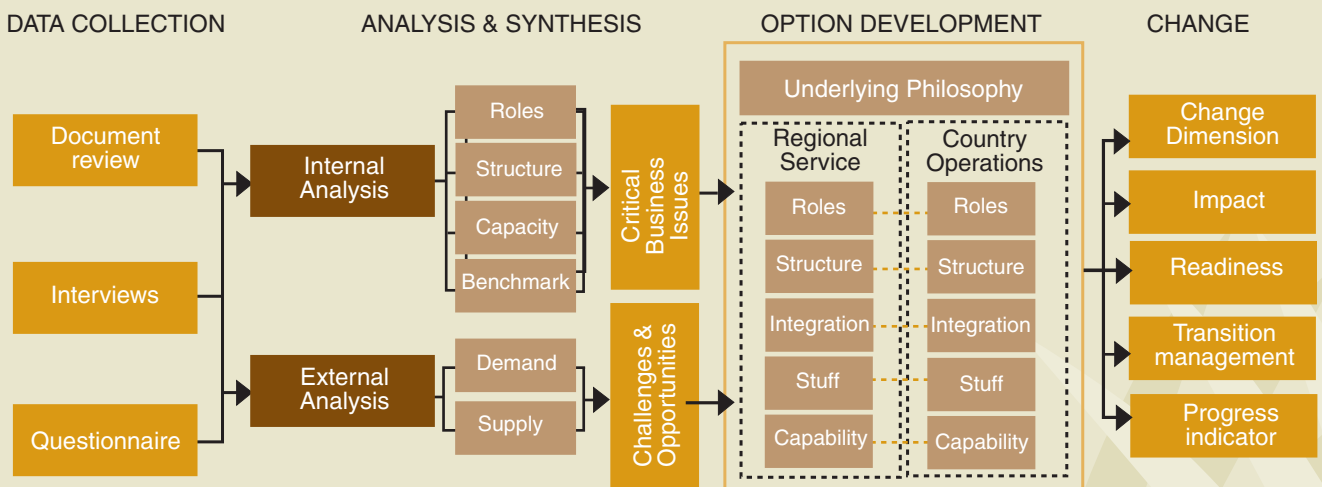 DATA COLLECTION
ANALYSIS & SYNTHESIS
OPTION DEVELOPMENT
CHANGE
Document
review
Interviews
Questionnaire
Internal
Analysis
External
Analysis
Roles
Structure
Capacity
Benchmark
Demand
Supply
Critical
Business
Issues
Challenges &
Opportunities
Underlying Philosophy
Regional
Service
Roles
Structure
Integration
Stuff
Capability
Country
Operations
Roles
Structure
Integration
Stuff
Capability
Change
Dimension
Impact
Readiness
Transition
management
Progress
indicator